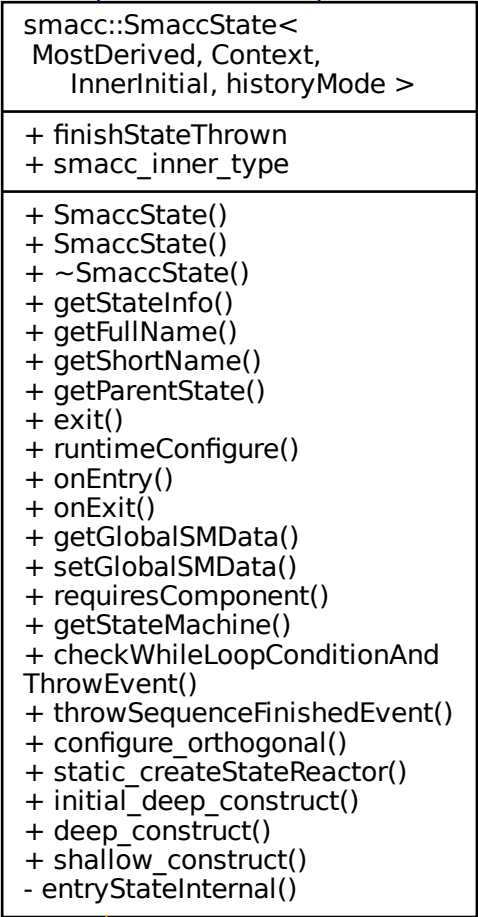 smacc::SmaccState<
MostDerived, Context,
InnerInitial, historyMode >
+ finishStateThrown
+ smacc_inner_type
+ SmaccState()
+ SmaccState()
+ ~SmaccState()
+ getStateInfo()
+ getFullName()
+ getShortName()
+ getParentState()
+ exit()
+ runtimeConfigure()
+ onEntry()
+ onExit()
+ getGlobalSMData()
+ setGlobalSMData()
+ requiresComponent()
+ getStateMachine()
+ checkWhileLoopConditionAnd
ThrowEvent()
+ throwSequenceFinishedEvent()
+ configure_orthogonal()
+ static_createStateReactor()
+ initial_deep_construct()
+ deep_construct()
+ shallow_construct()
- entryStateInternal()